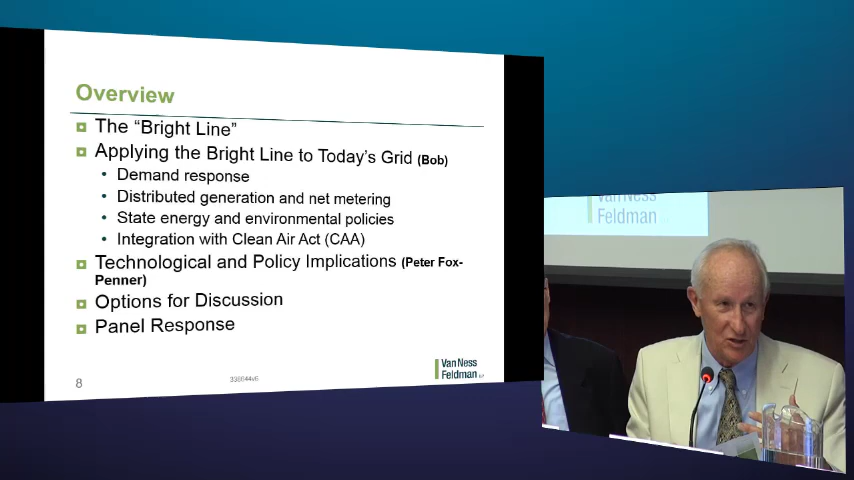 Overview
The “Bright Line”
Applying the Bright Line to Today’s Grid (Bob)
Demand response
Distributed generation and net metering
State energy and environmental policies
Integration with Clean Air Act (CAA)
Technological and Policy Implications (Peter Fox-
Penner)
Options for Discussion
Panel Response
8
Van Ness
Feldman
Van Ness
Feldman